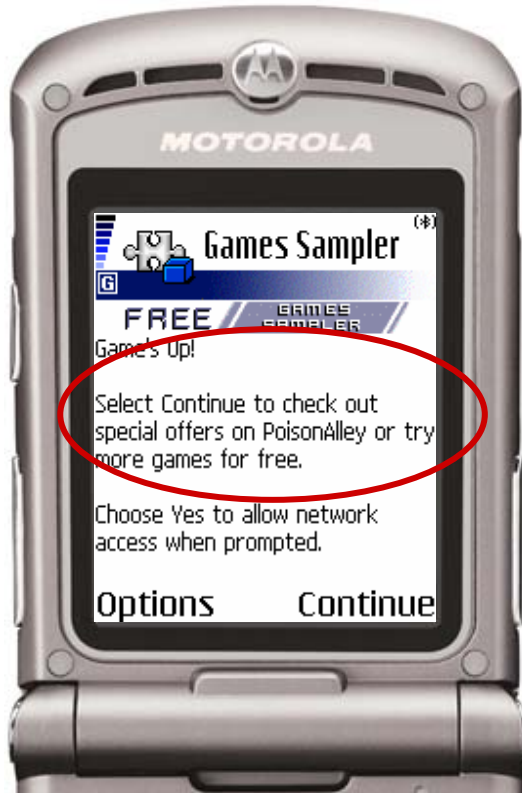 MOTOROLA
(*)
Games Sampler
G
FREE GAMES
SAMPLER
Game's Up!
Select Continue to check out
special offers on PoisonAlley or try
more games for free.
Choose Yes to allow network
access when prompted.
Options Continue